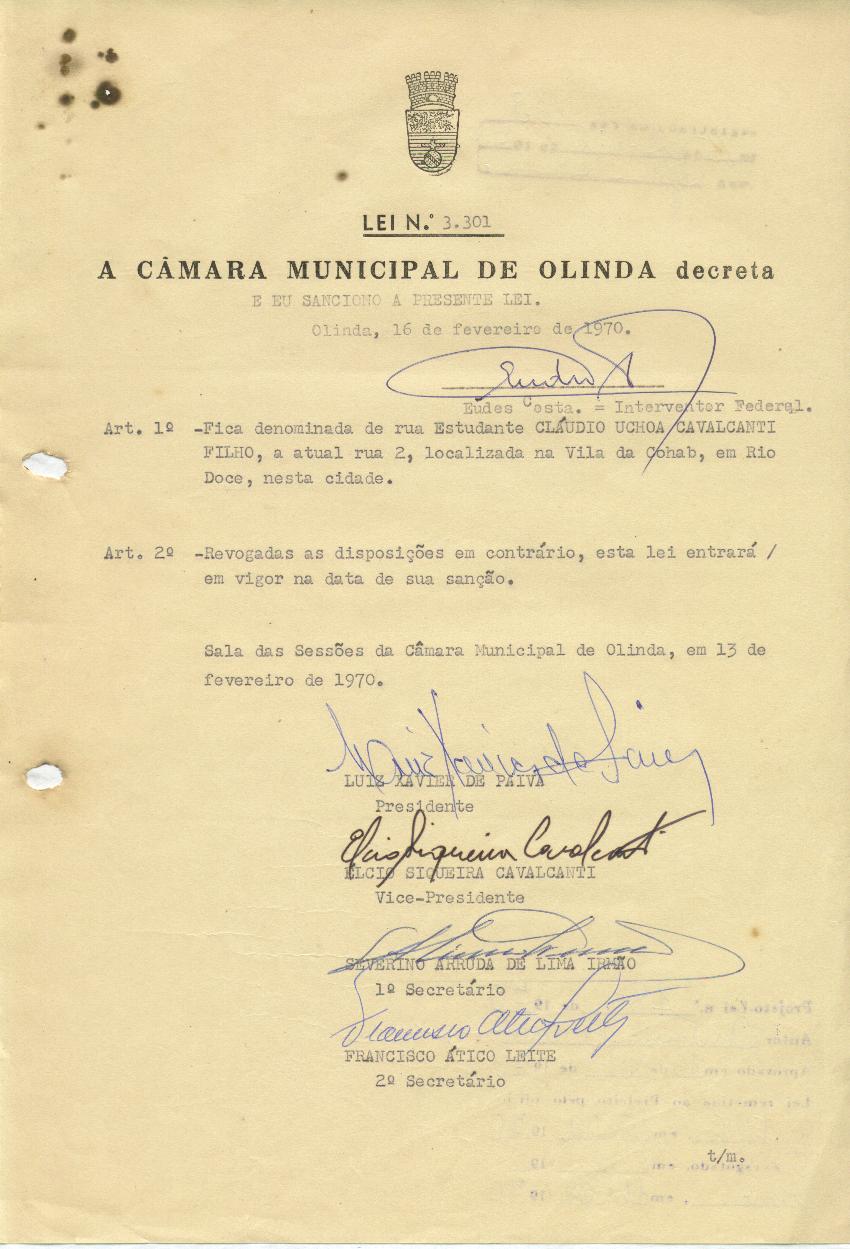 LEI N.º 3.301
A CÂMARA MUNICIPAL DE OLINDA decreta
E EU SANCIONO A PRESENTE LEI.
Olinda, 16 de fevereiro de 1970.
Eudes Costa. = Interventor Federal.
Art. 1º -Fica denominada de rua Estudante CLÁUDIO UCHOA CAVALCANTI
FILHO, a atual rua 2, localizada na Vila da Cohab, em Rio
Doce, nesta cidade.
Art. 2º -Revogadas as disposições em contrário, esta lei entrará /
em vigor na data de sua sanção.
Sala das Sessões da Câmara Municipal de Olinda, em 13 de
fevereiro de 1970.
LUIZ XAVIER DE PAIVA
Presidente
Elcio Siqueira Cavalcanti
ÉLCIO SIQUEIRA CAVALCANTI
Vice-Presidente
SEVERINO ARRUDA DE LIMA IRMÃO
1º Secretário
FRANCISCO ÁTICO LEITE
2º Secretário
t/m.